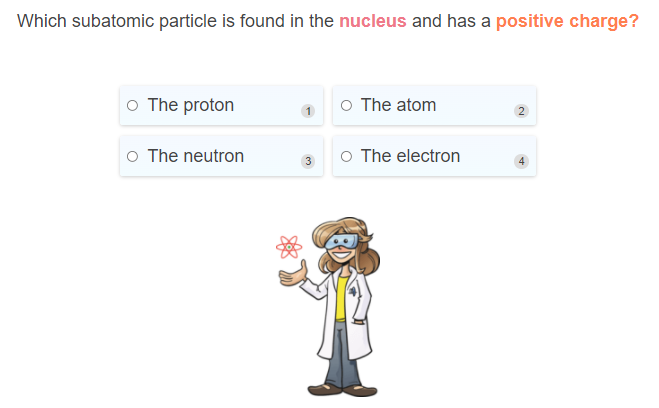 Which subatomic particle is found in the nucleus and has a positive charge?
The proton 1
The atom 2
The neutron 3
The electron 4